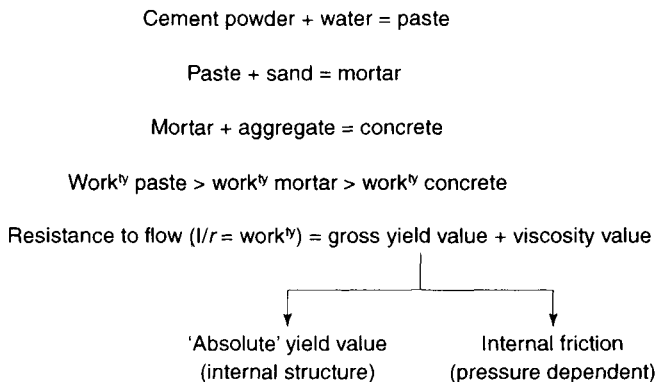 Cement powder + water = paste
Paste + sand = mortar
Mortar + aggregate = concrete
Workᵗʸ paste > workᵗʸ mortar > workᵗʸ concrete
Resistance to flow (I/r = workᵗʸ) = gross yield value + viscosity value
'Absolute' yield value
(internal structure)
Internal friction
(pressure dependent)